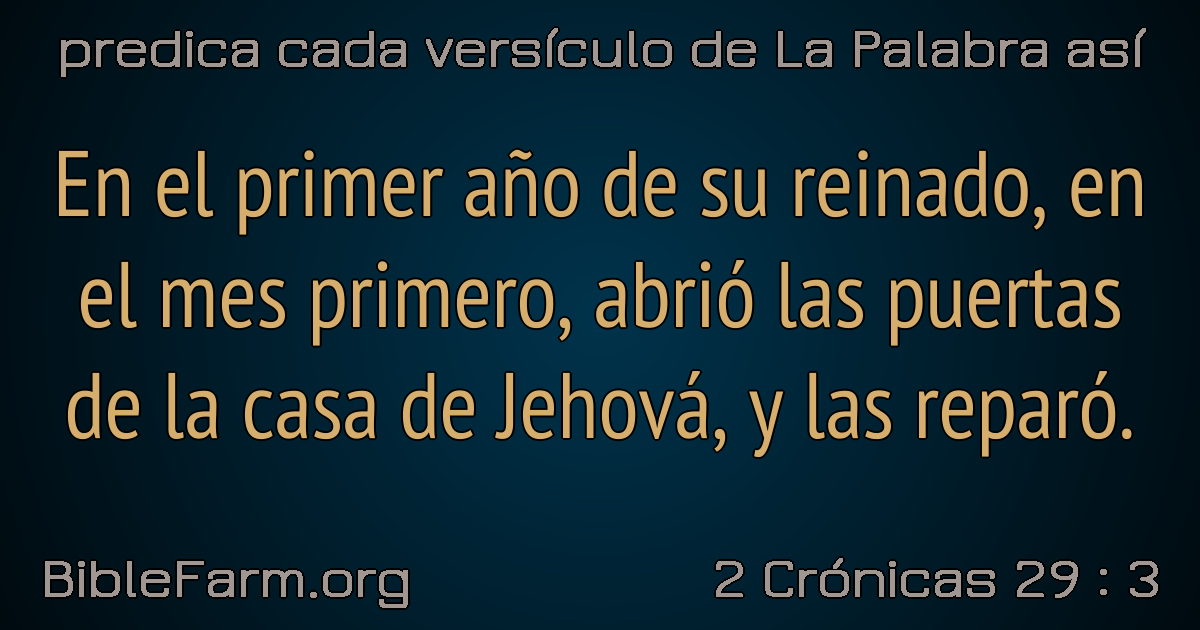 predica cada versículo de La Palabra así
En el primer año de su reinado, en
el mes primero, abrió las puertas
de la casa de Jehová, y las reparó.
BibleFarm.org
2 Crónicas 29 : 3